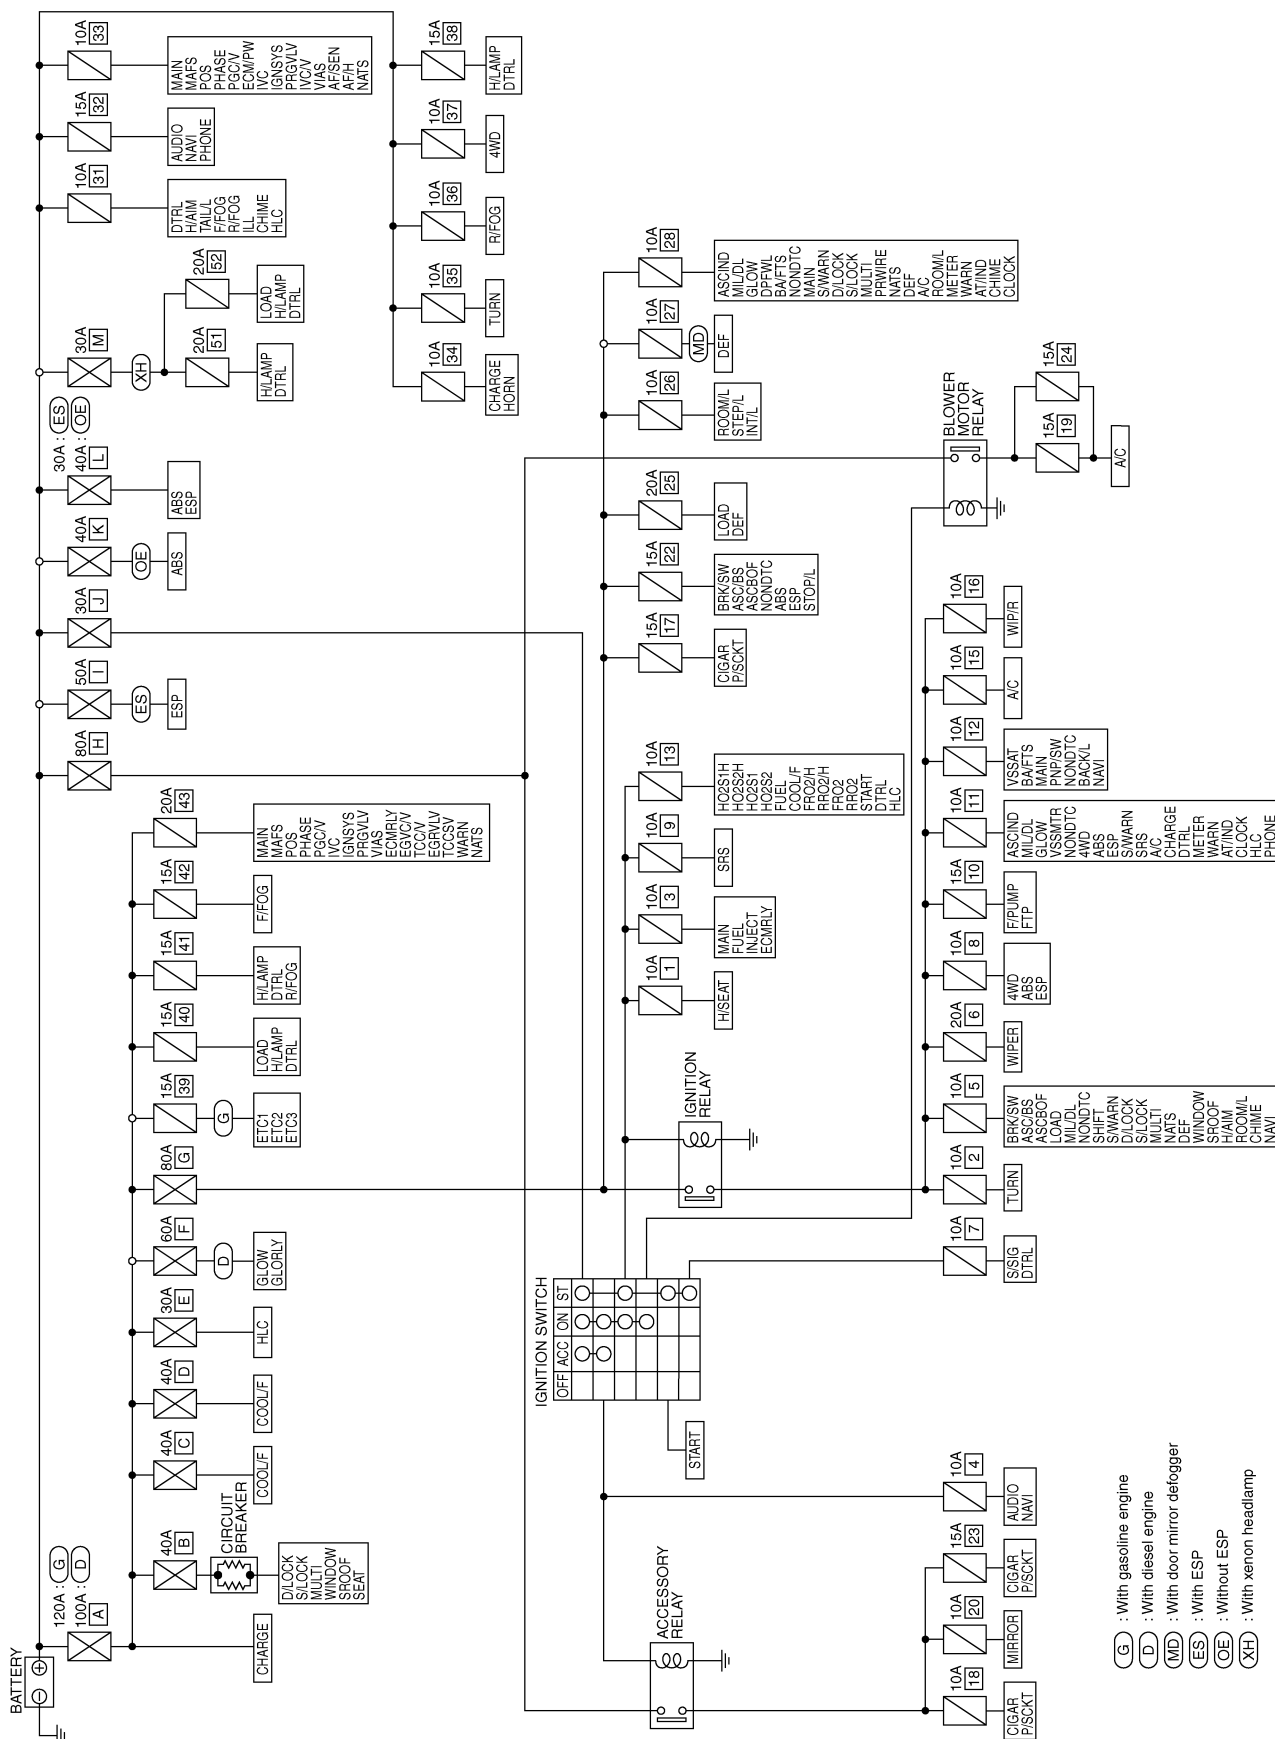 BATTERY
120A : G
100A : D
A
CHARGE
40A
B
CIRCUIT
BREAKER
D/LOCK
S/LOCK
MULTI
WINDOW
SROOF
SEAT
40A
C
COOL/F
40A
D
COOL/F
30A
E
HLC
60A
F
D
GLOW
GLORLY
80A
G
15A
39
G
ETC1
ETC2
ETC3
15A
40
LOAD
H/LAMP
DTRL
15A
41
H/LAMP
DTRL
R/FOG
15A
42
F/FOG
20A
43
MAIN
MAFS
POS
PHASE
PGC/V
IVC
IGNSYS
PRGVLV
VIAS
ECMRLY
EGVC/V
TCC/V
EGRVLV
TCCSV
WARN
NATS
80A
H
50A
I
ES
ESP
30A
J
40A
K
OE
ABS
30A : ES
40A : OE
L
ABS
ESP
30A
M
XH
20A
51
H/LAMP
DTRL
20A
52
LOAD
H/LAMP
DTRL
10A
31
DTRL
H/AIM
TAIL/L
F/FOG
R/FOG
ILL
CHIME
HLC
15A
32
AUDIO
NAVI
PHONE
10A
33
MAIN
MAFS
POS
PHASE
PGC/V
ECM/PW
IVC
IGNSYS
PRGVLV
IVC/V
VIAS
AF/SEN
AF/H
NATS
10A
34
CHARGE
HORN
10A
35
TURN
10A
36
R/FOG
10A
37
4WD
15A
38
H/LAMP
DTRL
IGNITION SWITCH
OFF
ACC
ON
ST
START
IGNITION
RELAY
10A
1
H/SEAT
10A
3
MAIN
FUEL
INJECT
ECMRLY
10A
9
SRS
10A
13
HO2S1H
HO2S2H
HO2S1
HO2S2
FUEL
COOL/F
FRO2/H
RRO2/H
FRO2
RRO2
START
DTRL
HLC
15A
17
CIGAR
P/SCKT
15A
22
BRK/SW
ASC/BS
ASCBOF
NONDTC
ABS
ESP
STOP/L
20A
25
LOAD
DEF
10A
26
ROOM/L
STEP/L
INT/L
10A
27
MD
DEF
10A
28
ASCIND
MIL/DL
GLOW
DPFWL
BA/FTS
NONDTC
MAIN
S/WARN
D/LOCK
S/LOCK
MULTI
PRWIRE
NATS
DEF
A/C
ROOM/L
METER
WARN
AT/IND
CHIME
CLOCK
ACCESSORY
RELAY
10A
18
CIGAR
P/SCKT
10A
20
MIRROR
15A
23
CIGAR
P/SCKT
10A
4
AUDIO
NAVI
10A
7
S/SIG
DTRL
10A
2
TURN
10A
5
BRK/SW
ASC/BS
ASCBOF
LOAD
MIL/DL
NONDTC
SHIFT
S/WARN
D/LOCK
S/LOCK
MULTI
NATS
DEF
WINDOW
SROOF
H/AIM
ROOM/L
CHIME
NAVI
20A
6
WIPER
10A
8
4WD
ABS
ESP
15A
10
F/PUMP
FTP
10A
11
ASCIND
MIL/DL
GLOW
VSSMTR
NONDTC
4WD
ABS
ESP
S/WARN
SRS
A/C
CHARGE
DTRL
METER
WARN
AT/IND
CLOCK
HLC
PHONE
10A
12
VSSAT
BA/FTS
MAIN
PNP/SW
NONDTC
BACK/L
NAVI
10A
15
A/C
10A
16
WIP/R
BLOWER
MOTOR
RELAY
15A
19
15A
24
A/C
G : With gasoline engine
D : With diesel engine
MD : With door mirror defogger
ES : With ESP
OE : Without ESP
XH : With xenon headlamp